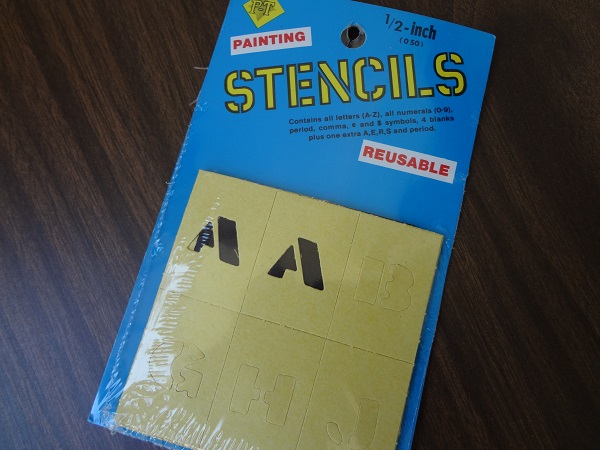 P&T
1/2-inch
(030)
PAINTING
STENCILS
Contains all letters (A-Z), all numerals (0-9),
period, comma, ¢ and $ symbols, 4 blanks
plus one extra A,E,R,S and period.
REUSABLE
A A B
G H J